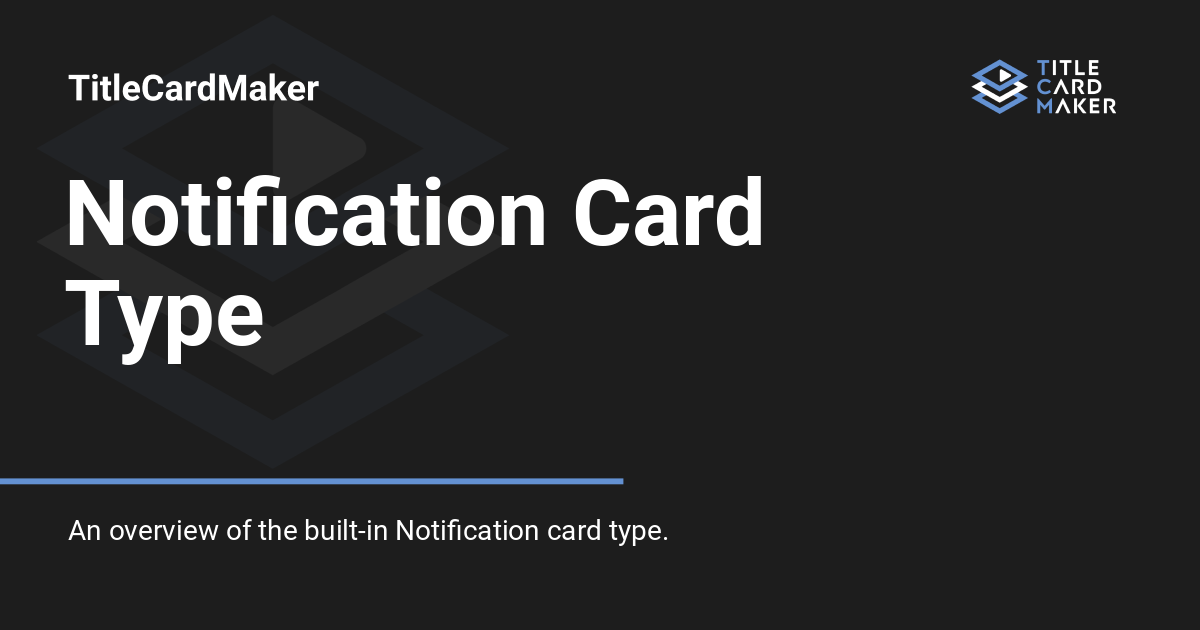 TitleCardMaker
TITLE
CARD
MAKER
Notification Card
Type
An overview of the built-in Notification card type.